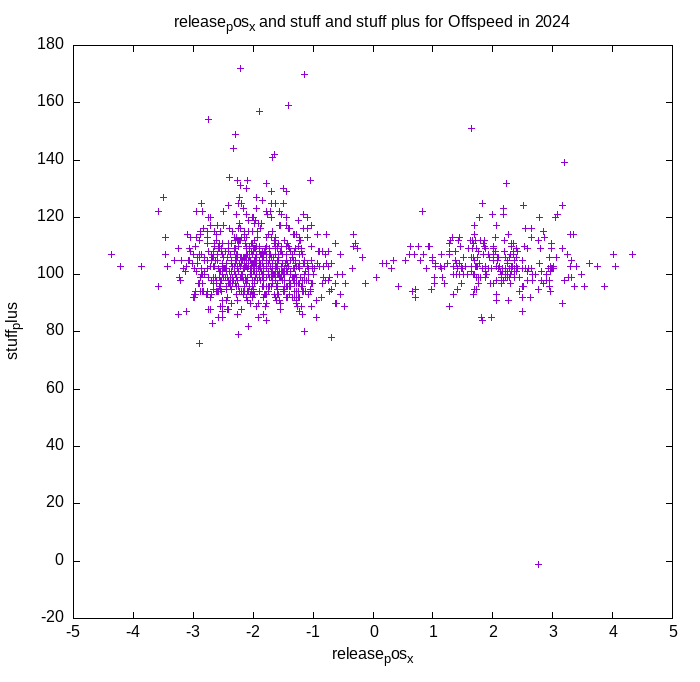 release_pos_x and stuff and stuff plus for Offspeed in 2024
180
160
140
120
100
80
60
40
20
0
-20
stuff_plus
-5 -4 -3 -2 -1 0 1 2 3 4 5
release_pos_x